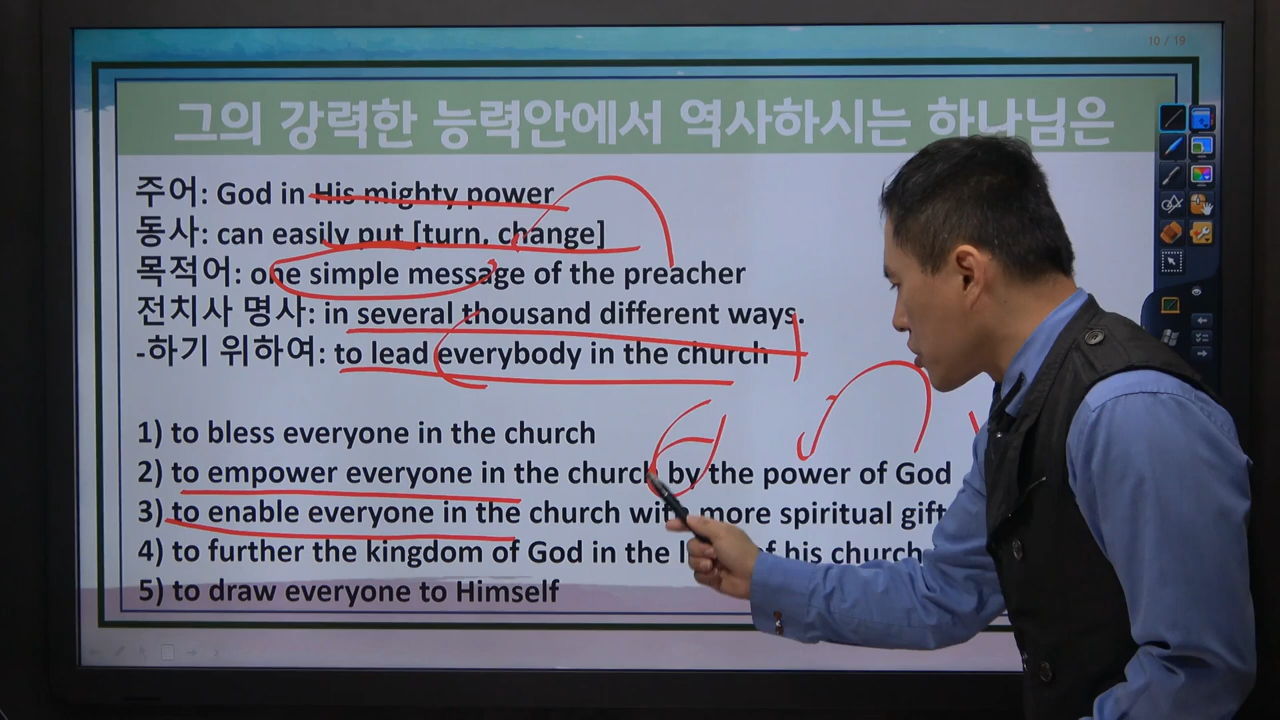 10 / 19
그의 강력한 능력안에서 역사하시는 하나님은
주어: God in His mighty power
동사: can easily put [turn, change]
목적어: one simple message of the preacher
전치사 명사: in several thousand different ways.
-하기 위하여: to lead everybody in the church
1) to bless everyone in the church
2) to empower everyone in the church by the power of God
3) to enable everyone in the church with more spiritual gift
4) to further the kingdom of God in the of his church
5) to draw everyone to Himself